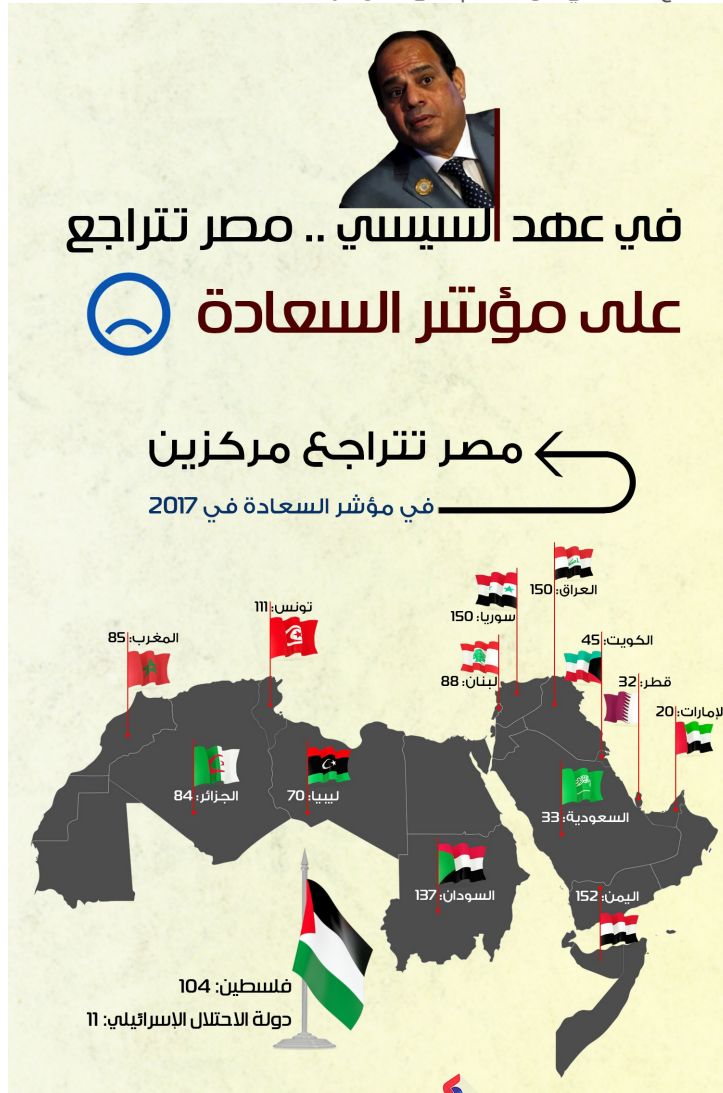 في عهد السيسي .. مصر تتراجع
على مؤشر السعادة
مصر تتراجع مركزين
في مؤشر السعادة في 2017
العراق: 150
سوريا: 150
تونس: 111
المغرب: 85
الكويت: 45
لبنان: 88
قطر: 32
لإمارات: 20
الجزائر: 84
ليبيا: 70
السعودية: 33
السودان: 137
اليمن: 152
فلسطين: 104
دولة الاحتلال الإسرائيلي: 11